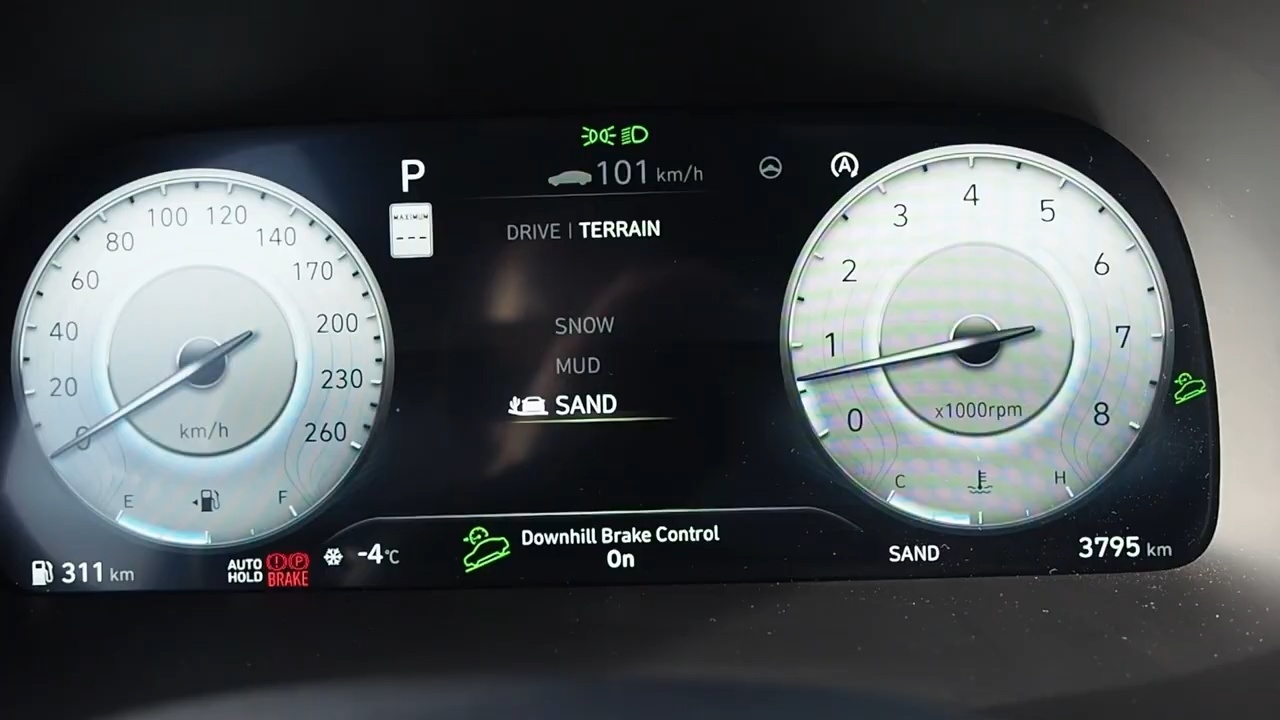 P
101 km/h
MAXIMUM
---
DRIVE | TERRAIN
SNOW
MUD
SAND
Downhill Brake Control
On
0
20
40
60
80
100
120
140
170
200
230
260
km/h
E
F
311 km
AUTO
HOLD
BRAKE
P
-4°C
A
0
1
2
3
4
5
6
7
8
x1000rpm
C
H
SAND
3795 km